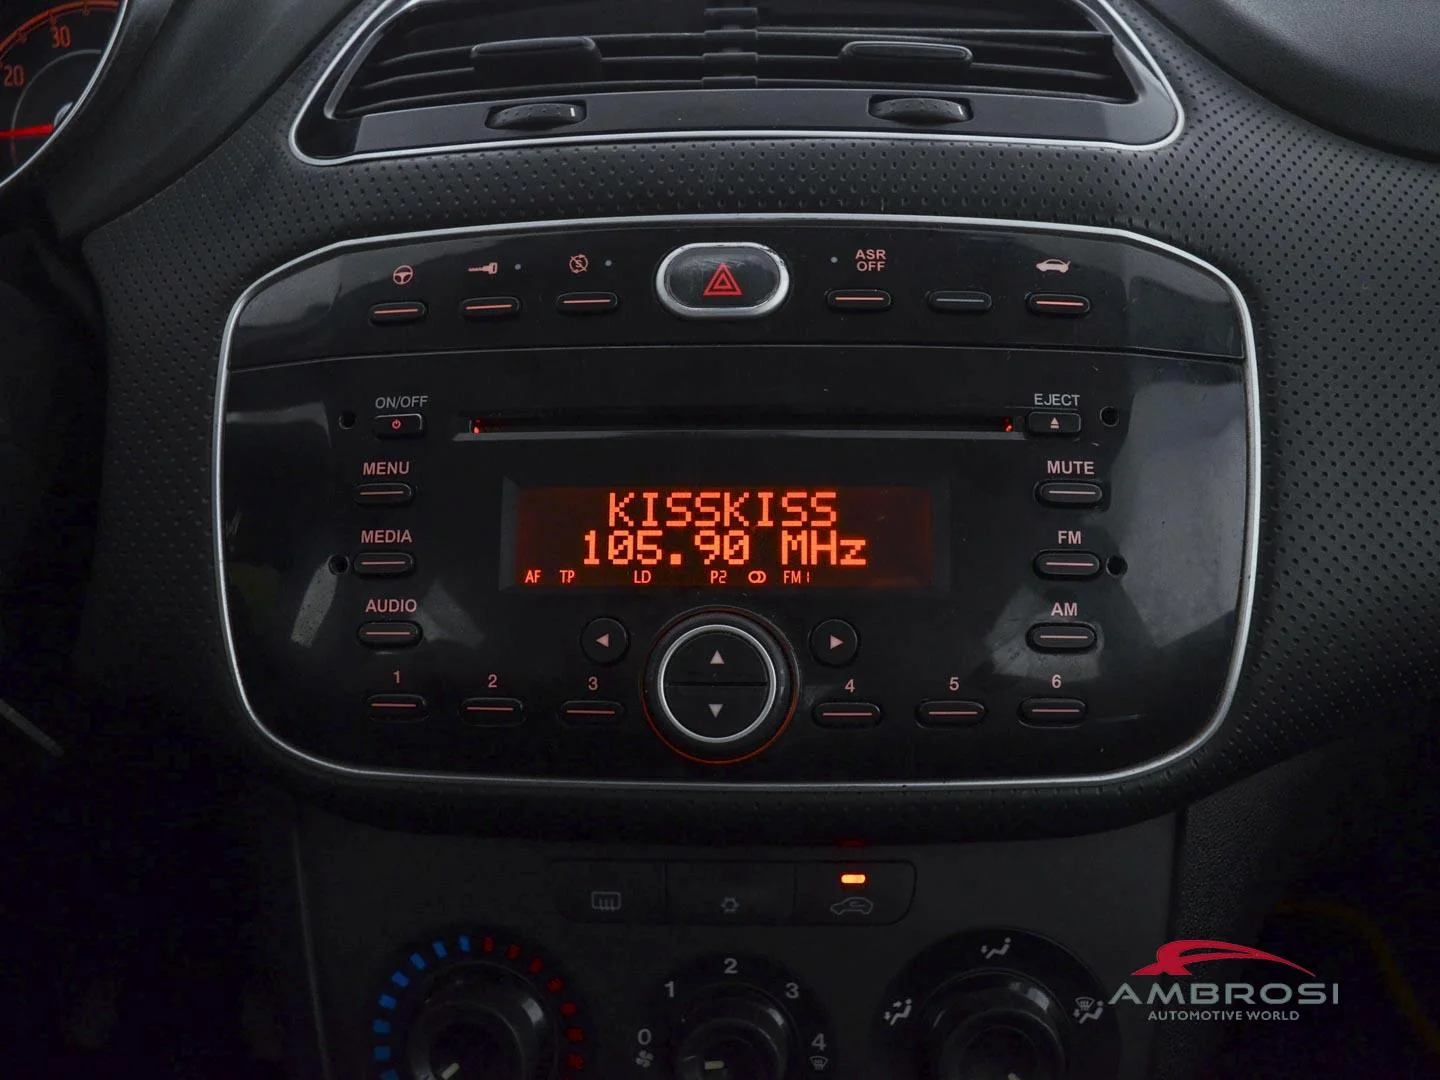 30
20
ASR
OFF
ON/OFF
EJECT
MENU
MUTE
KISSKISS
MEDIA
105.90 MHz
FM
AF TP LD P2 FM1
AUDIO
AM
1 2 3 4 5 6
2
1 3
0 4
AMBROSI
AUTOMOTIVE WORLD